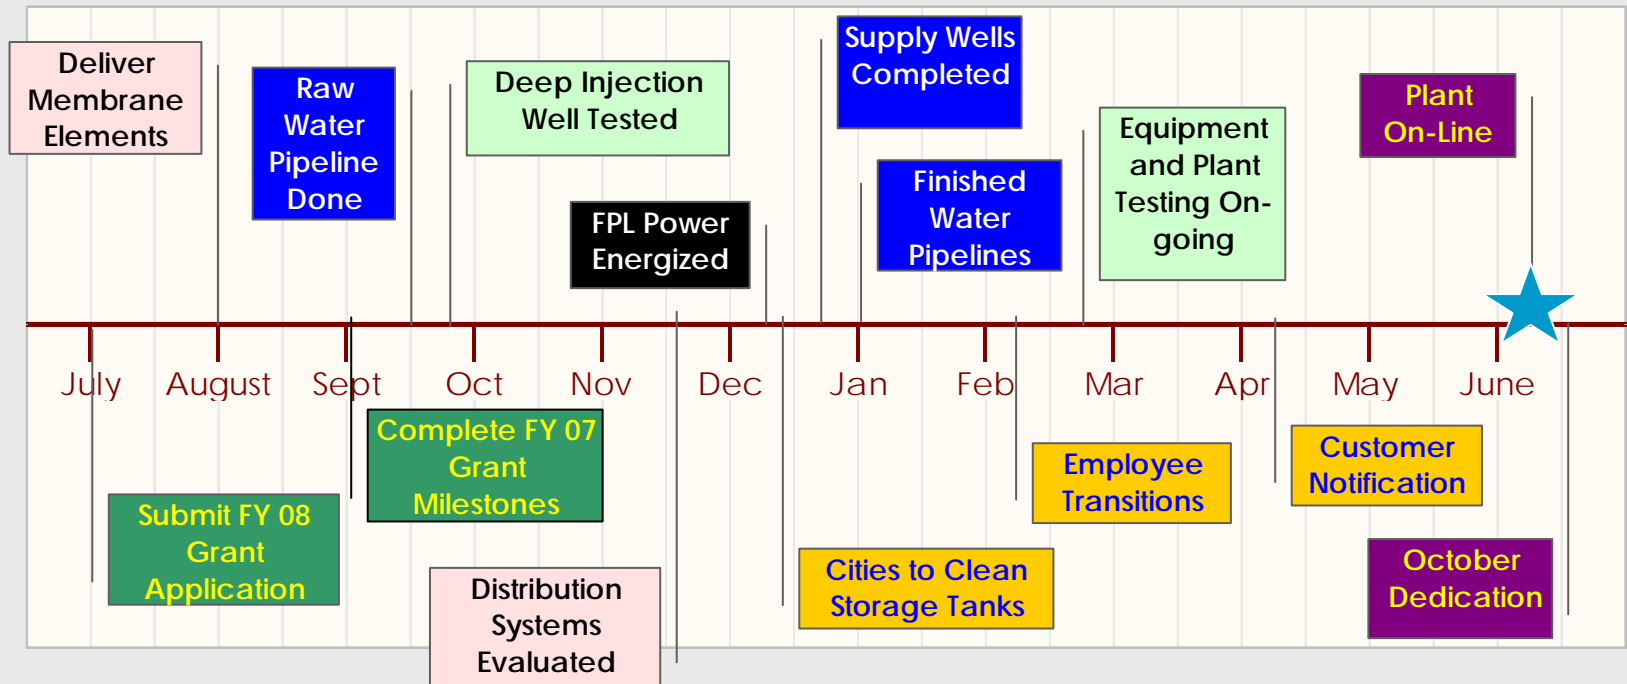 Deliver
Membrane
Elements
Raw
Water
Pipeline
Done
Deep Injection
Well Tested
FPL Power
Energized
Supply Wells
Completed
Finished
Water
Pipelines
Equipment
and Plant
Testing On-
going
Plant
On-Line
July August Sept Oct Nov Dec Jan Feb Mar Apr May June
Submit FY 08
Grant
Application
Complete FY 07
Grant
Milestones
Distribution
Systems
Evaluated
Cities to Clean
Storage Tanks
Employee
Transitions
Customer
Notification
October
Dedication